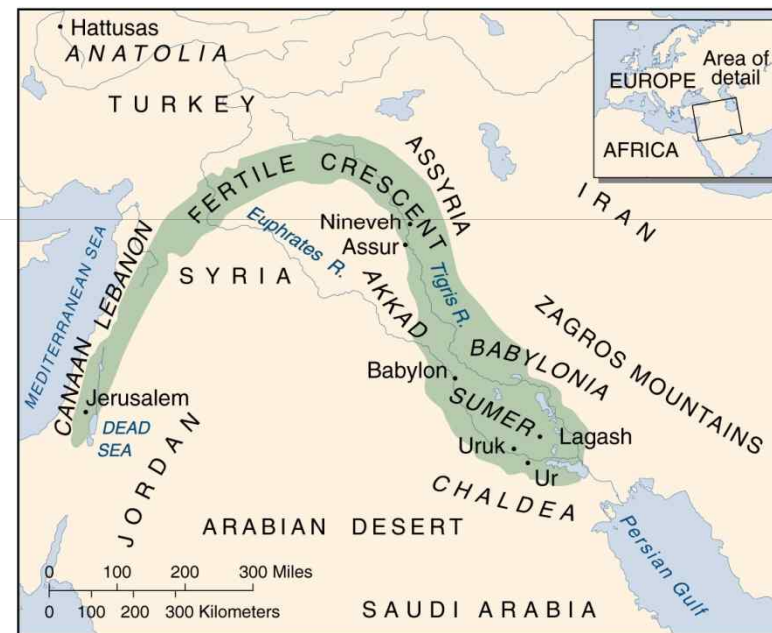 Hattusas
ANATOLIA
TURKEY
EUROPE
Area of
detail
AFRICA
FERTILE CRESCENT
ASSYRIA
IRAN
Nineveh
Assur
Euphrates R.
Tigris R.
MEDITERRANEAN SEA
CANAAN LEBANON
SYRIA
AKKAD
ZAGROS MOUNTAINS
BABYLONIA
Babylon
SUMER
Jerusalem
DEAD
SEA
Lagash
Uruk
Ur
CHALDEA
JORDAN
ARABIAN DESERT
Persian Gulf
0 100 200 300 Miles
0 100 200 300 Kilometers
SAUDI ARABIA